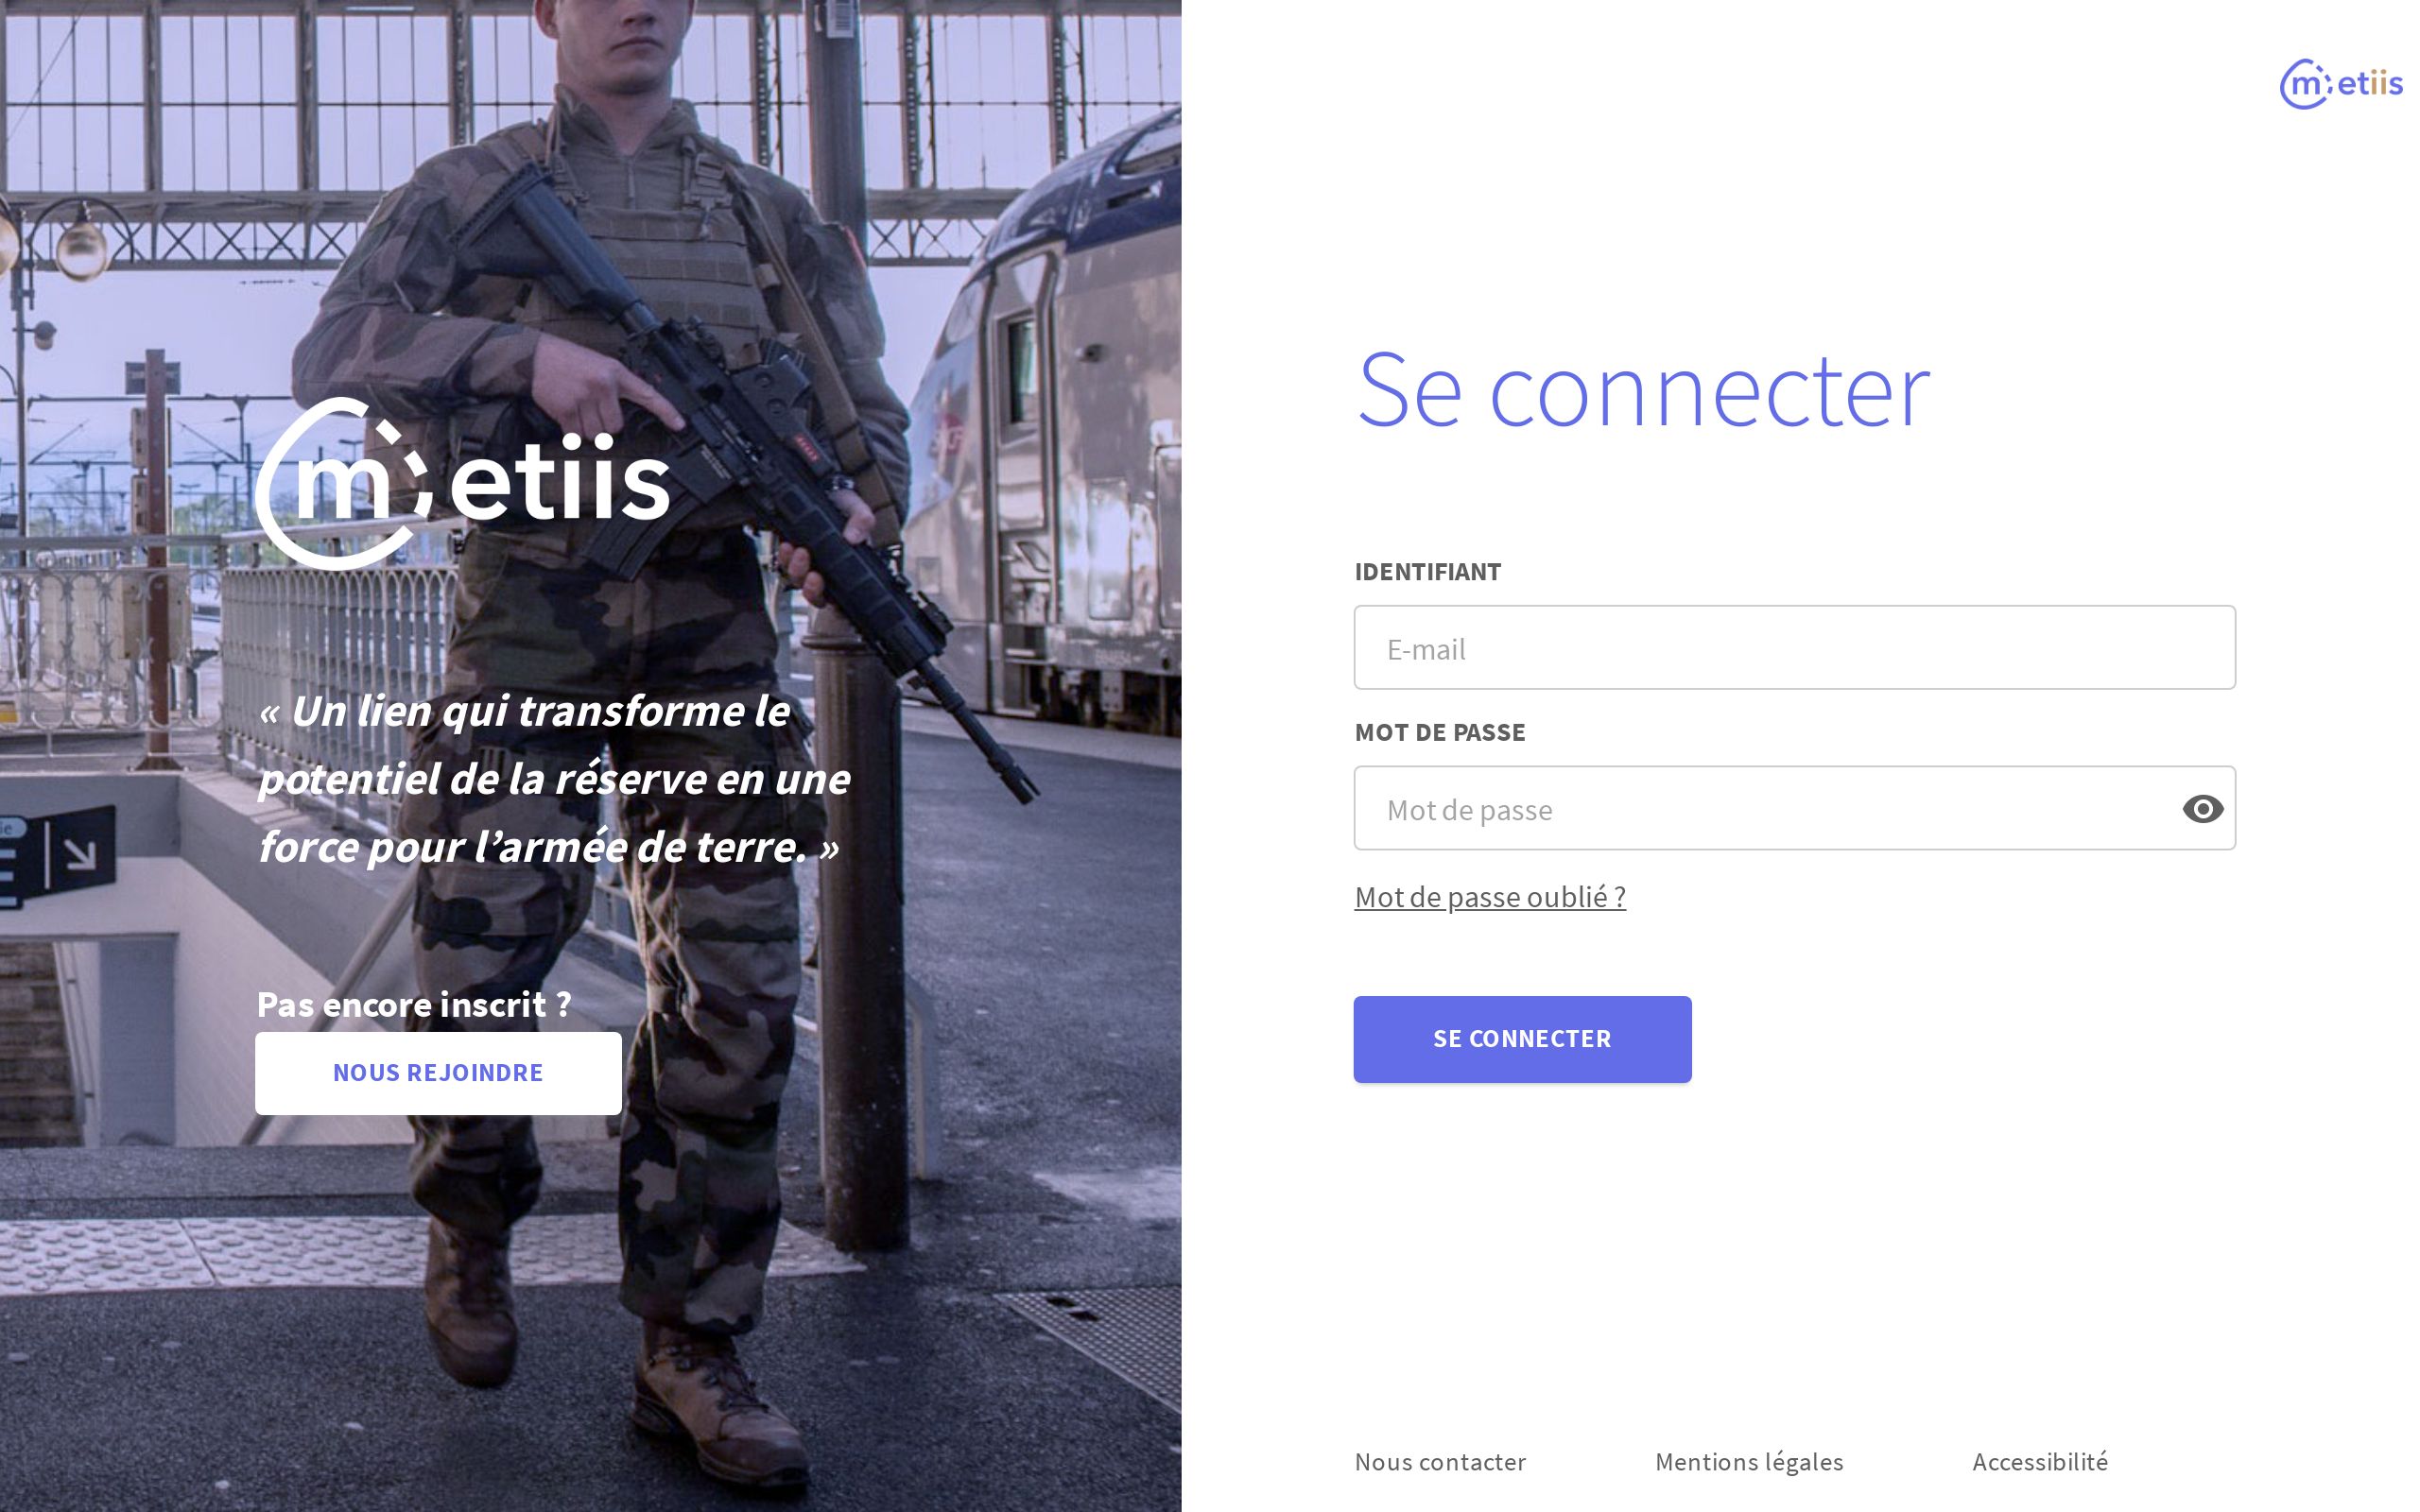 metiis
« Un lien qui transforme le
potentiel de la réserve en une
force pour l’armée de terre. »
Pas encore inscrit ?
NOUS REJOINDRE
metiis
Se connecter
IDENTIFIANT
E-mail
MOT DE PASSE
Mot de passe
Mot de passe oublié ?
SE CONNECTER
Nous contacter
Mentions légales
Accessibilité